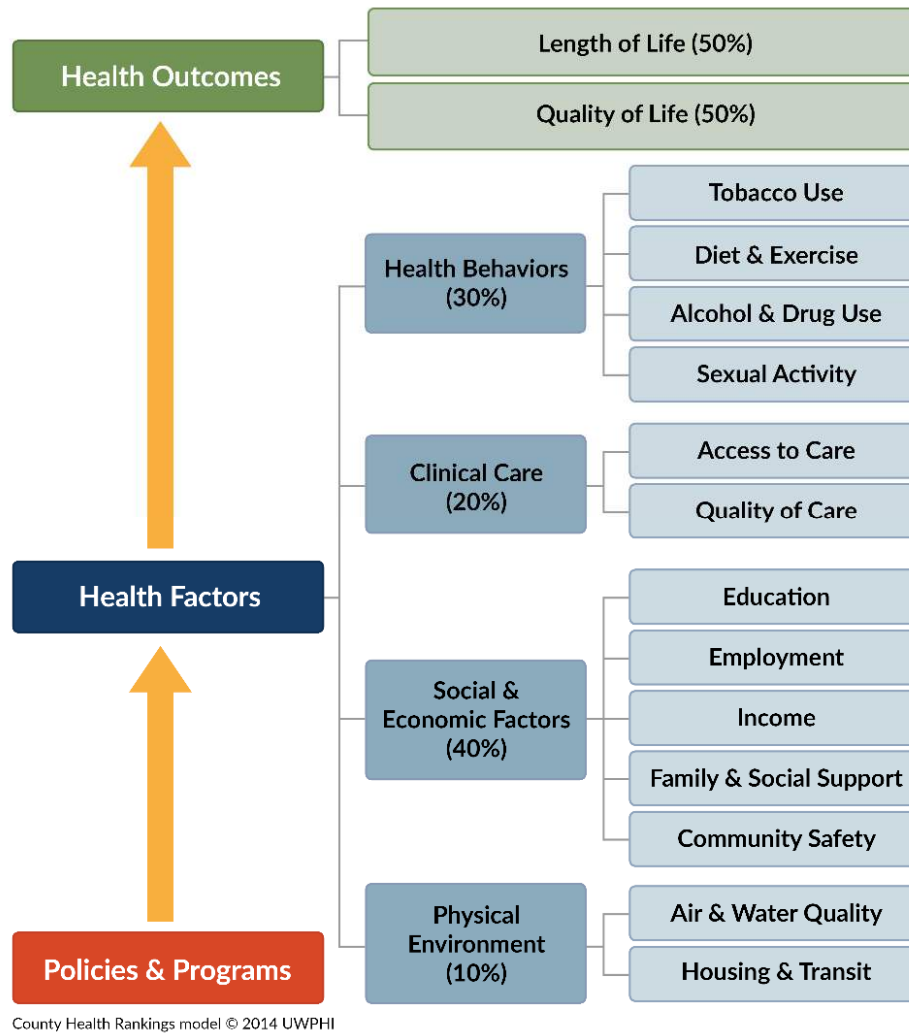 Health Outcomes
Length of Life (50%)
Quality of Life (50%)
Health Factors
Health Behaviors
(30%)
Tobacco Use
Diet & Exercise
Alcohol & Drug Use
Sexual Activity
Clinical Care
(20%)
Access to Care
Quality of Care
Social &
Economic Factors
(40%)
Education
Employment
Income
Family & Social Support
Community Safety
Physical
Environment
(10%)
Air & Water Quality
Housing & Transit
Policies & Programs
County Health Rankings model © 2014 UWPHI